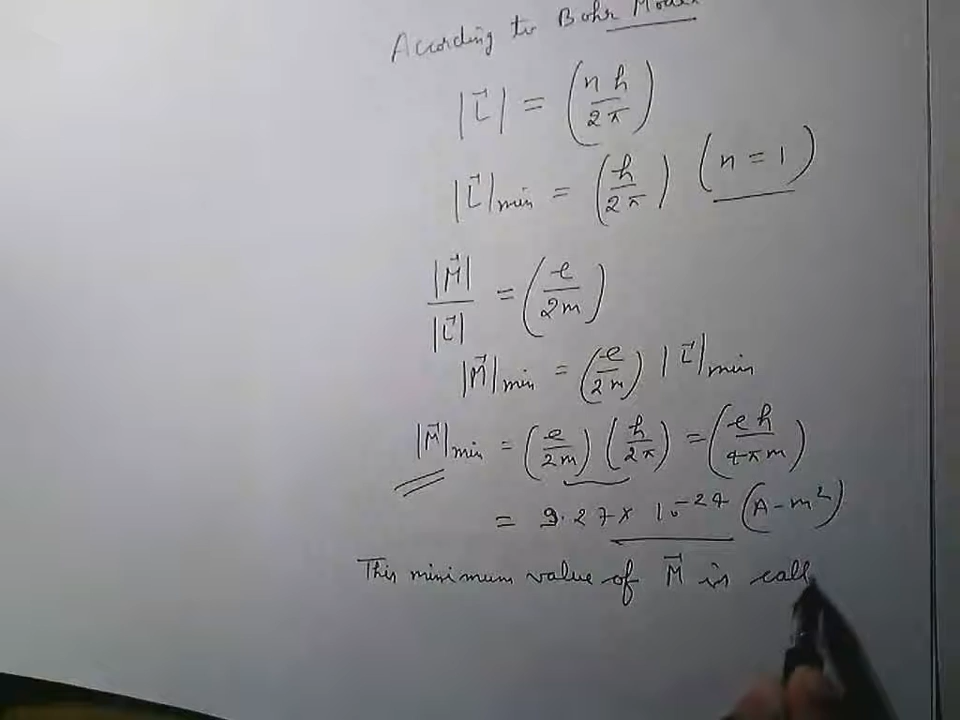 Acording to Bohr Model
|L⃗| = (nh/2π)
|L⃗|min = (h/2π) (n = 1)
|M⃗|/|L⃗| = (e/2m)
|M⃗|min = (e/2m) |L⃗|min
|M⃗|min = (e/2m) (h/2π) = (eh/4πm)
= 9.27 × 10⁻²⁴ (A-m²)
This minimum value of M⃗ is call